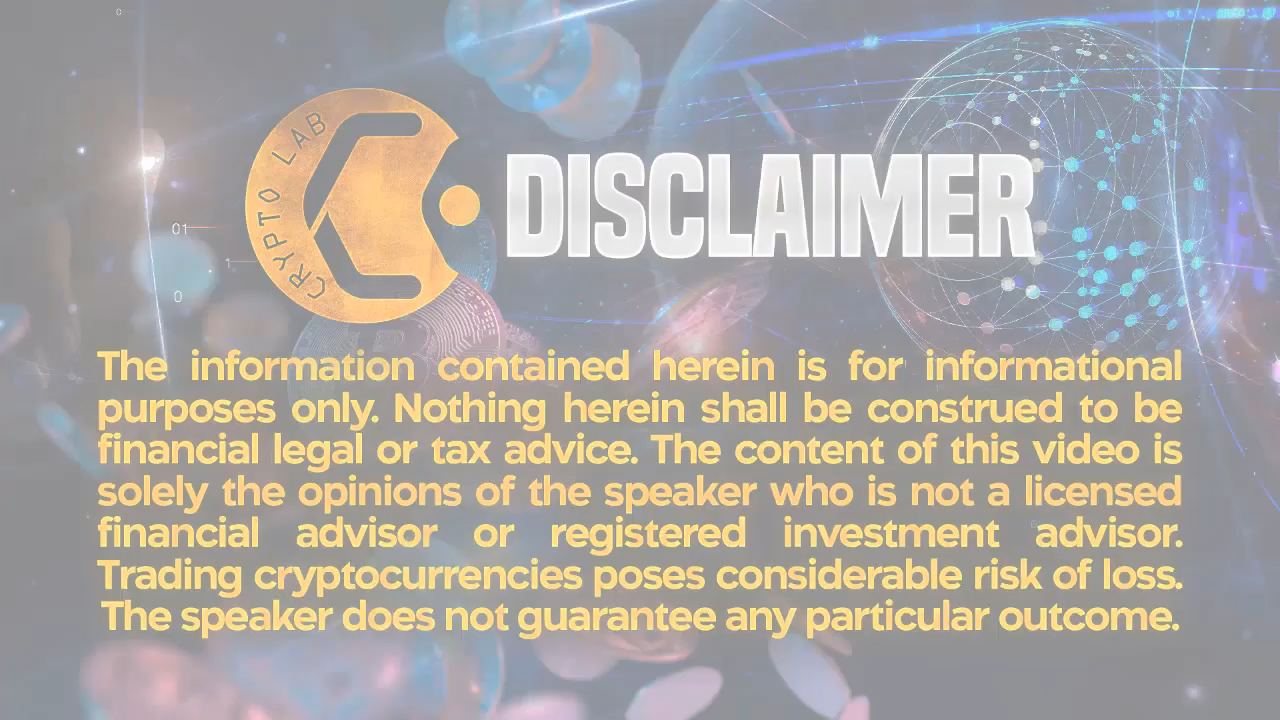 CRYPTO LAB
DISCLAIMER
The information contained herein is for informational
purposes only. Nothing herein shall be construed to be
financial legal or tax advice. The content of this video is
solely the opinions of the speaker who is not a licensed
financial advisor or registered investment advisor.
Trading cryptocurrencies poses considerable risk of loss.
The speaker does not guarantee any particular outcome.
01
1
0
0